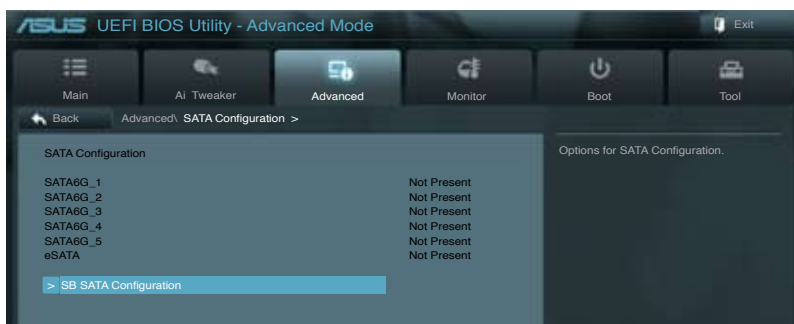 ASUS UEFI BIOS Utility - Advanced Mode
Exit
Main Ai Tweaker Advanced Monitor Boot Tool
Back Advanced\ SATA Configuration >
SATA Configuration
Options for SATA Configuration.
SATA6G_1 Not Present
SATA6G_2 Not Present
SATA6G_3 Not Present
SATA6G_4 Not Present
SATA6G_5 Not Present
eSATA Not Present
> SB SATA Configuration